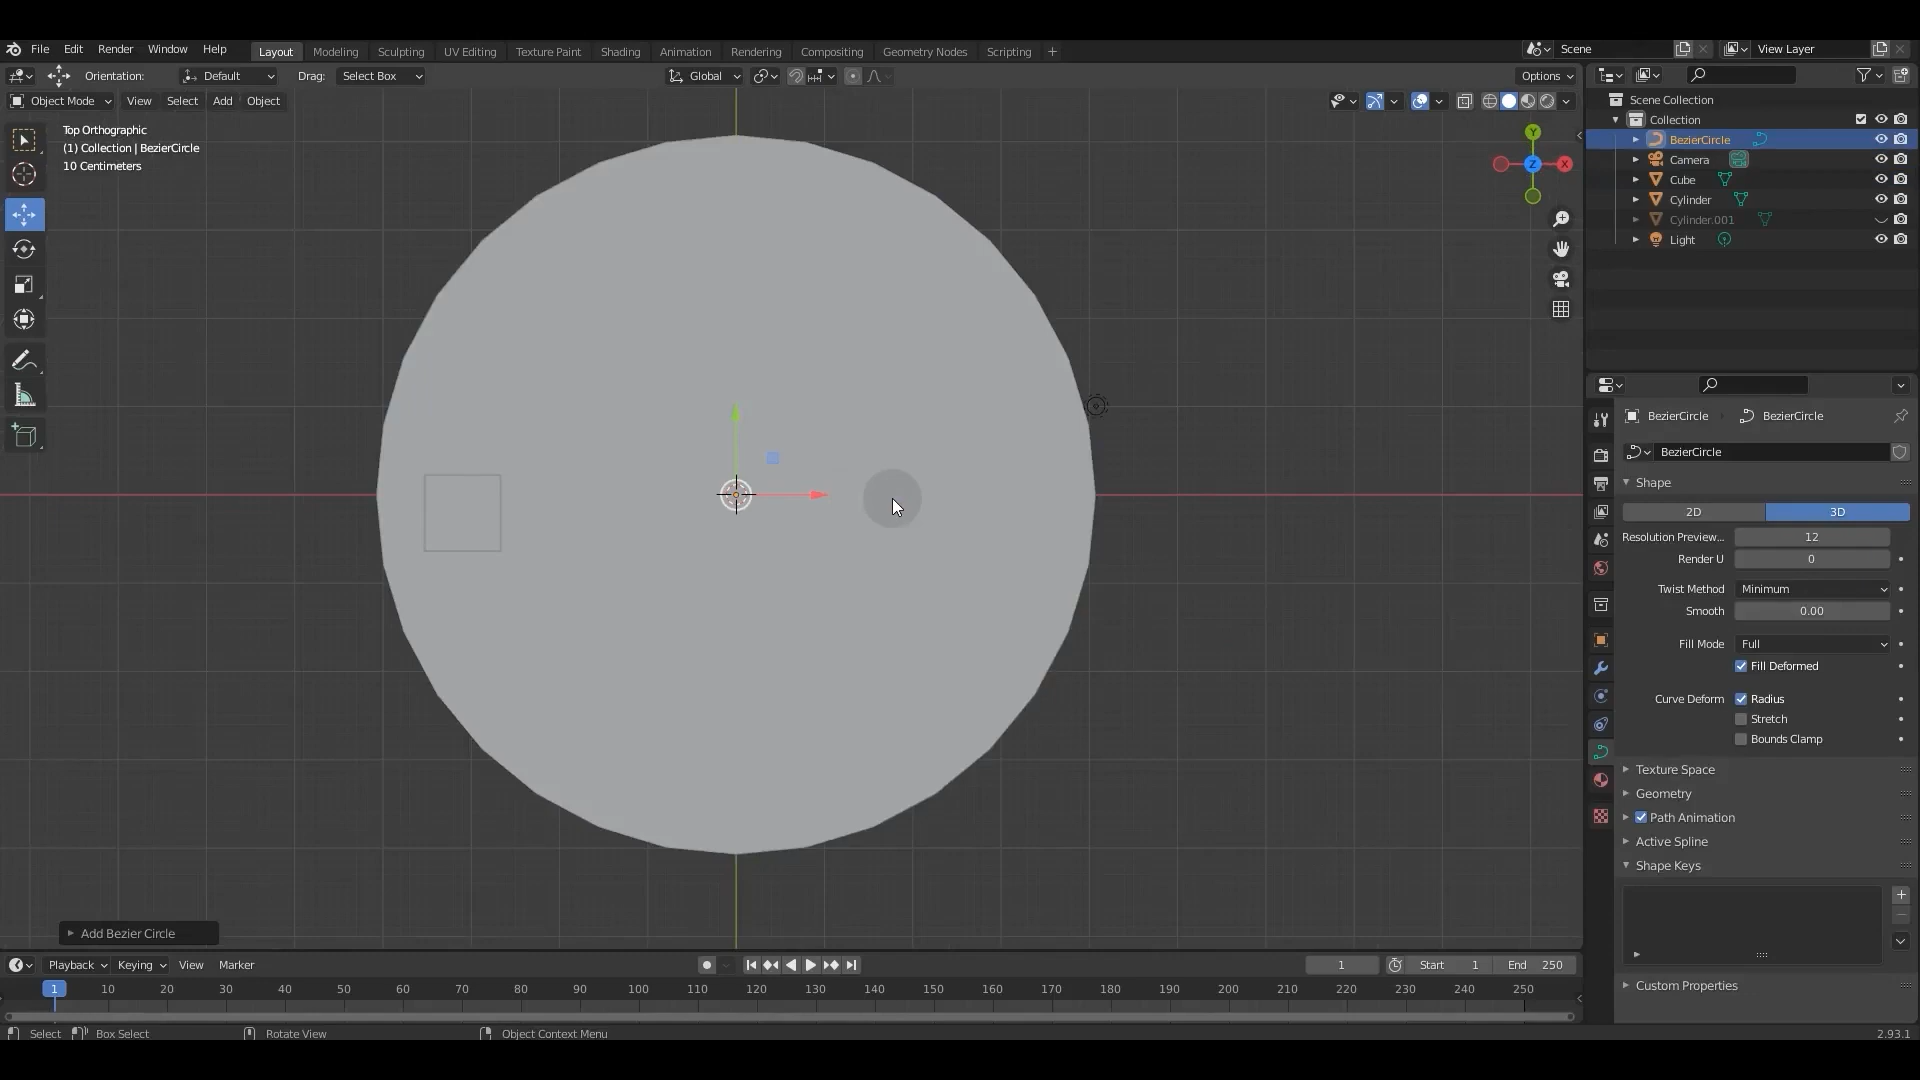 File Edit Render Window Help Layout Modeling Sculpting UV Editing Texture Paint Shading Animation Rendering Compositing Geometry Nodes Scripting + Scene View Layer
Orientation: Default Drag: Select Box Global Options
Object Mode View Select Add Object
Top Orthographic
(1) Collection | BezierCircle
10 Centimeters
Y
Z X
Scene Collection
Collection
BezierCircle
Camera
Cube
Cylinder
Cylinder.001
Light
BezierCircle BezierCircle
BezierCircle
Shape
2D 3D
Resolution Preview... 12
Render U 0
Twist Method Minimum
Smooth 0.00
Fill Mode Full
Fill Deformed
Curve Deform Radius
Stretch
Bounds Clamp
Texture Space
Geometry
Path Animation
Active Spline
Shape Keys
Custom Properties
Add Bezier Circle
Playback Keying View Marker 1 Start 1 End 250
1 10 20 30 40 50 60 70 80 90 100 110 120 130 140 150 160 170 180 190 200 210 220 230 240 250
Select Box Select Rotate View Object Context Menu 2.93.1